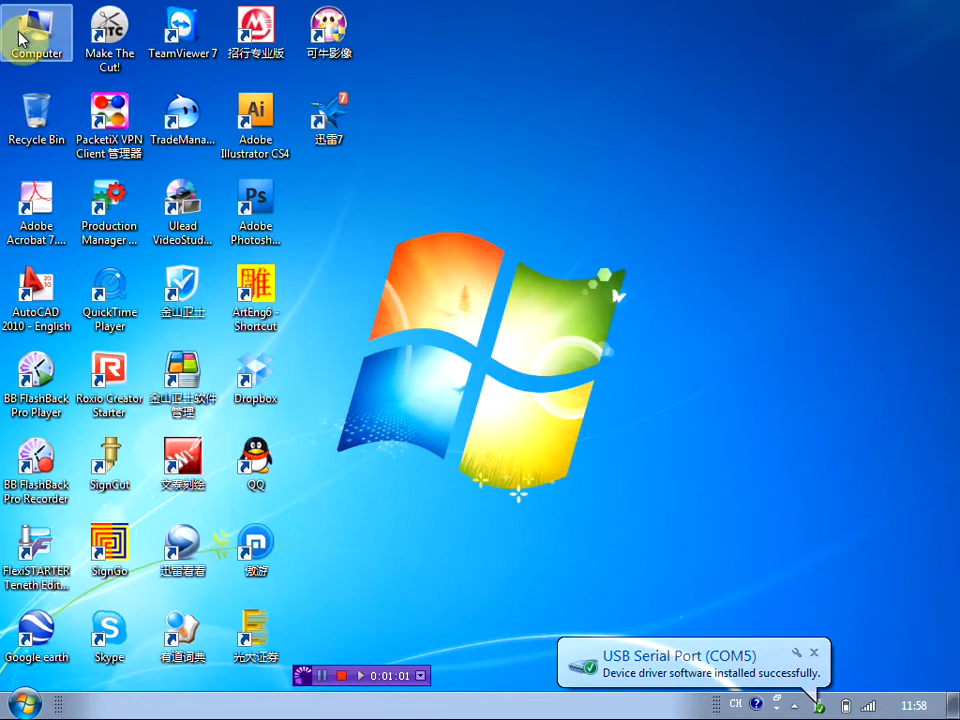 Computer
Make The
Cut!
TeamViewer 7
招行专业版
可牛影像
Recycle Bin
PacketiX VPN
Client 管理器
TradeMana...
Ai
Adobe
Illustrator CS4
7
迅雷7
Adobe
Acrobat 7....
Production
Manager ...
Ulead
VideoStud...
Ps
Adobe
Photosh...
AutoCAD
2010 - English
QuickTime
Player
金山卫士
雕
ArtEng6 -
Shortcut
BB FlashBack
Pro Player
R
Roxio Creator
Starter
金山卫士软件
管理
Dropbox
BB FlashBack
Pro Recorder
SignCut
文泰刻绘
QQ
FlexiSTARTER
Teneth Edit...
SignGo
迅雷看看
傲游
Google earth
Skype
有道词典
光大证券
0:01:01
USB Serial Port (COM5)
Device driver software installed successfully.
CH
11:58